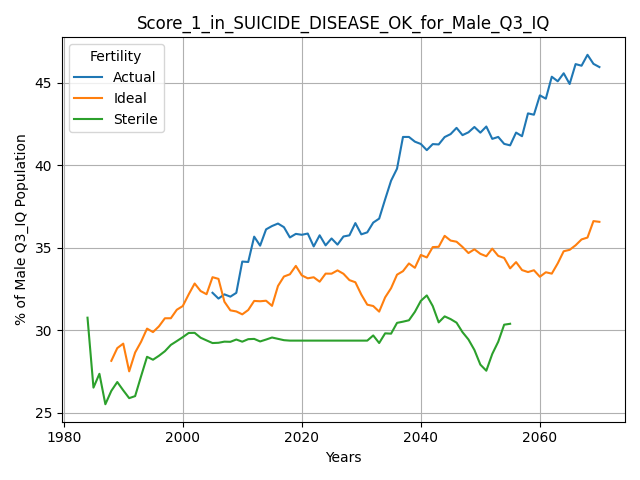 Score_1_in_SUICIDE_DISEASE_OK_for_Male_Q3_IQ
Fertility
Actual
Ideal
Sterile
% of Male Q3_IQ Population
45
40
35
30
25
1980
2000
2020
2040
2060
Years